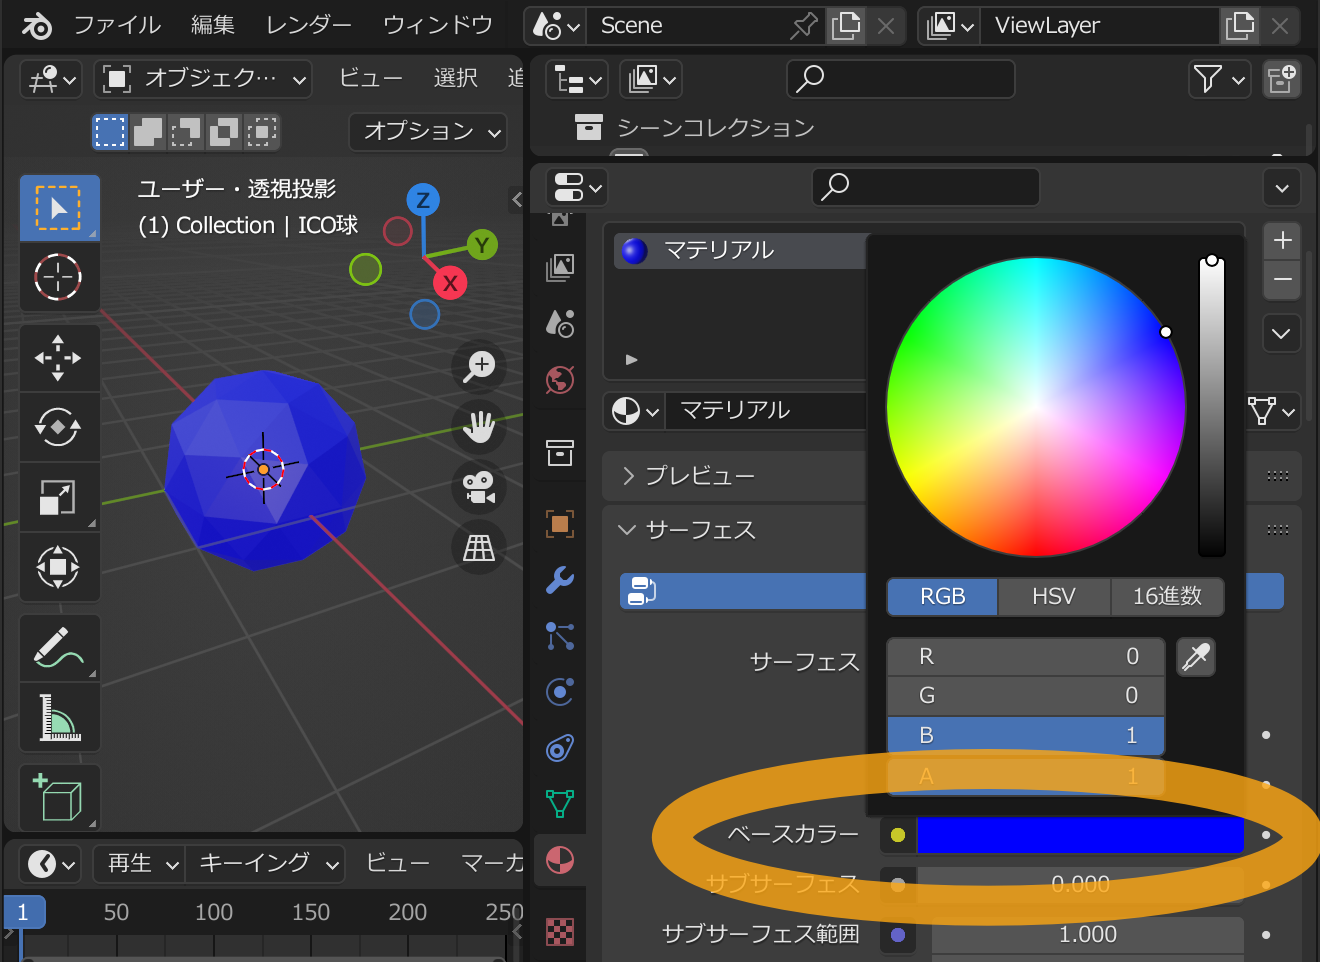 ファイル 編集 レンダー ウィンドウ Scene ViewLayer
オブジェク… ビュー 選択 追
オプション
シーンコレクション
ユーザー・透視投影
(1) Collection | ICO球
Z
Y
X
マテリアル
マテリアル
プレビュー
サーフェス
RGB HSV 16進数
サーフェス
R 0
G 0
B 1
A 1
ベースカラー
サブサーフェス 0.000
サブサーフェス範囲 1.000
再生 キーイング ビュー マーカ
1 50 100 150 200 250